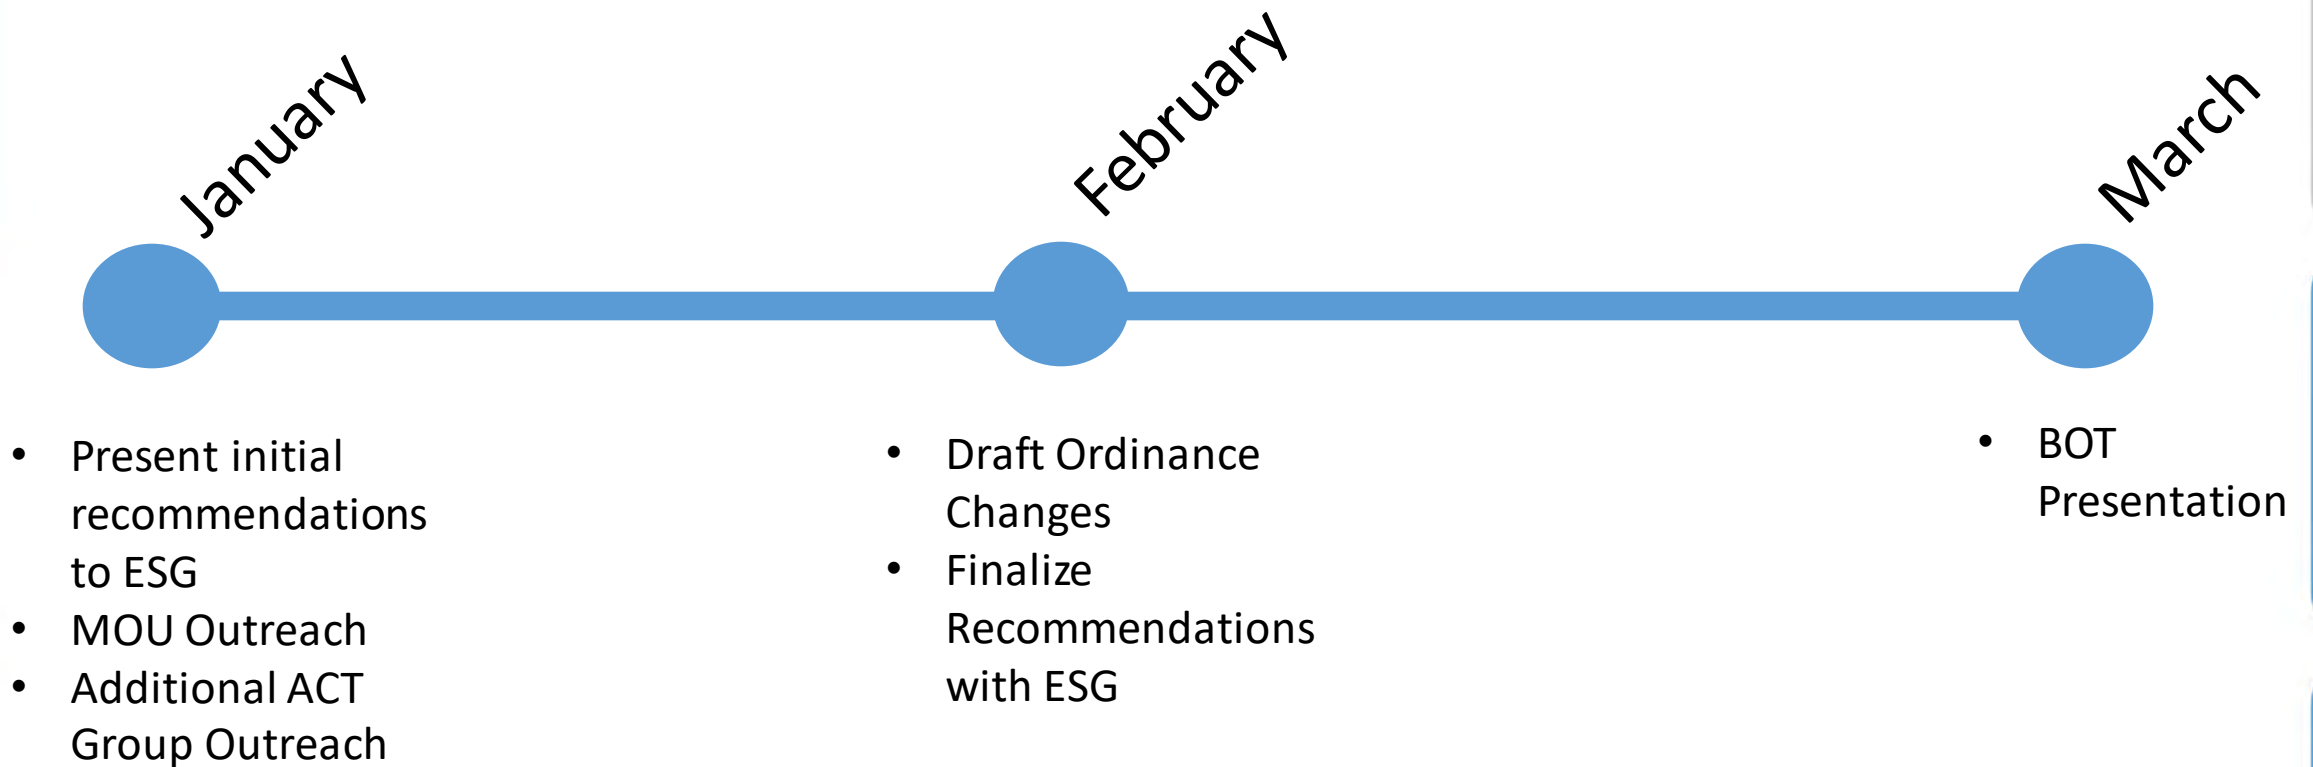 January
February
March
• Present initial
recommendations
to ESG
• MOU Outreach
• Additional ACT
Group Outreach
• Draft Ordinance
Changes
• Finalize
Recommendations
with ESG
• BOT
Presentation